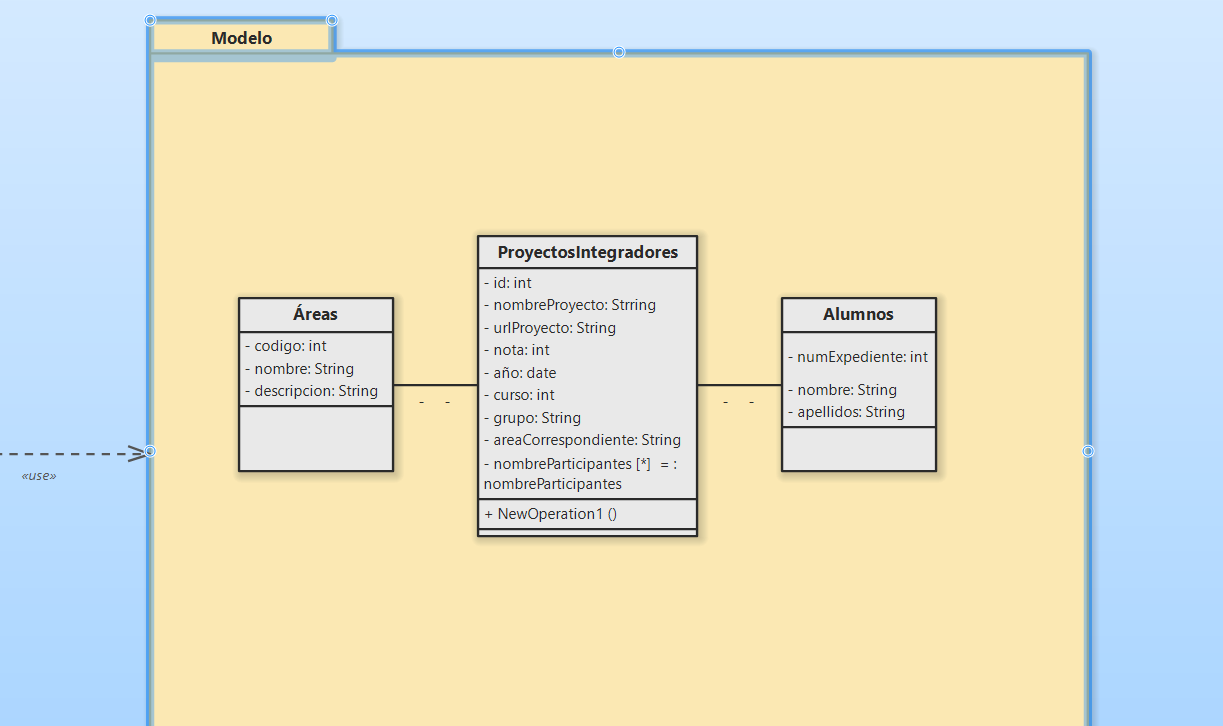 Modelo
Áreas
- codigo: int
- nombre: String
- descripcion: String
ProyectosIntegradores
- id: int
- nombreProyecto: Strring
- urlProyecto: String
- nota: int
- año: date
- curso: int
- grupo: String
- areaCorrespondiente: String
- nombreParticipantes [*]  = :
nombreParticipantes
+ NewOperation1 ()
Alumnos
- numExpediente: int
- nombre: String
- apellidos: String
- -
- -
«use»